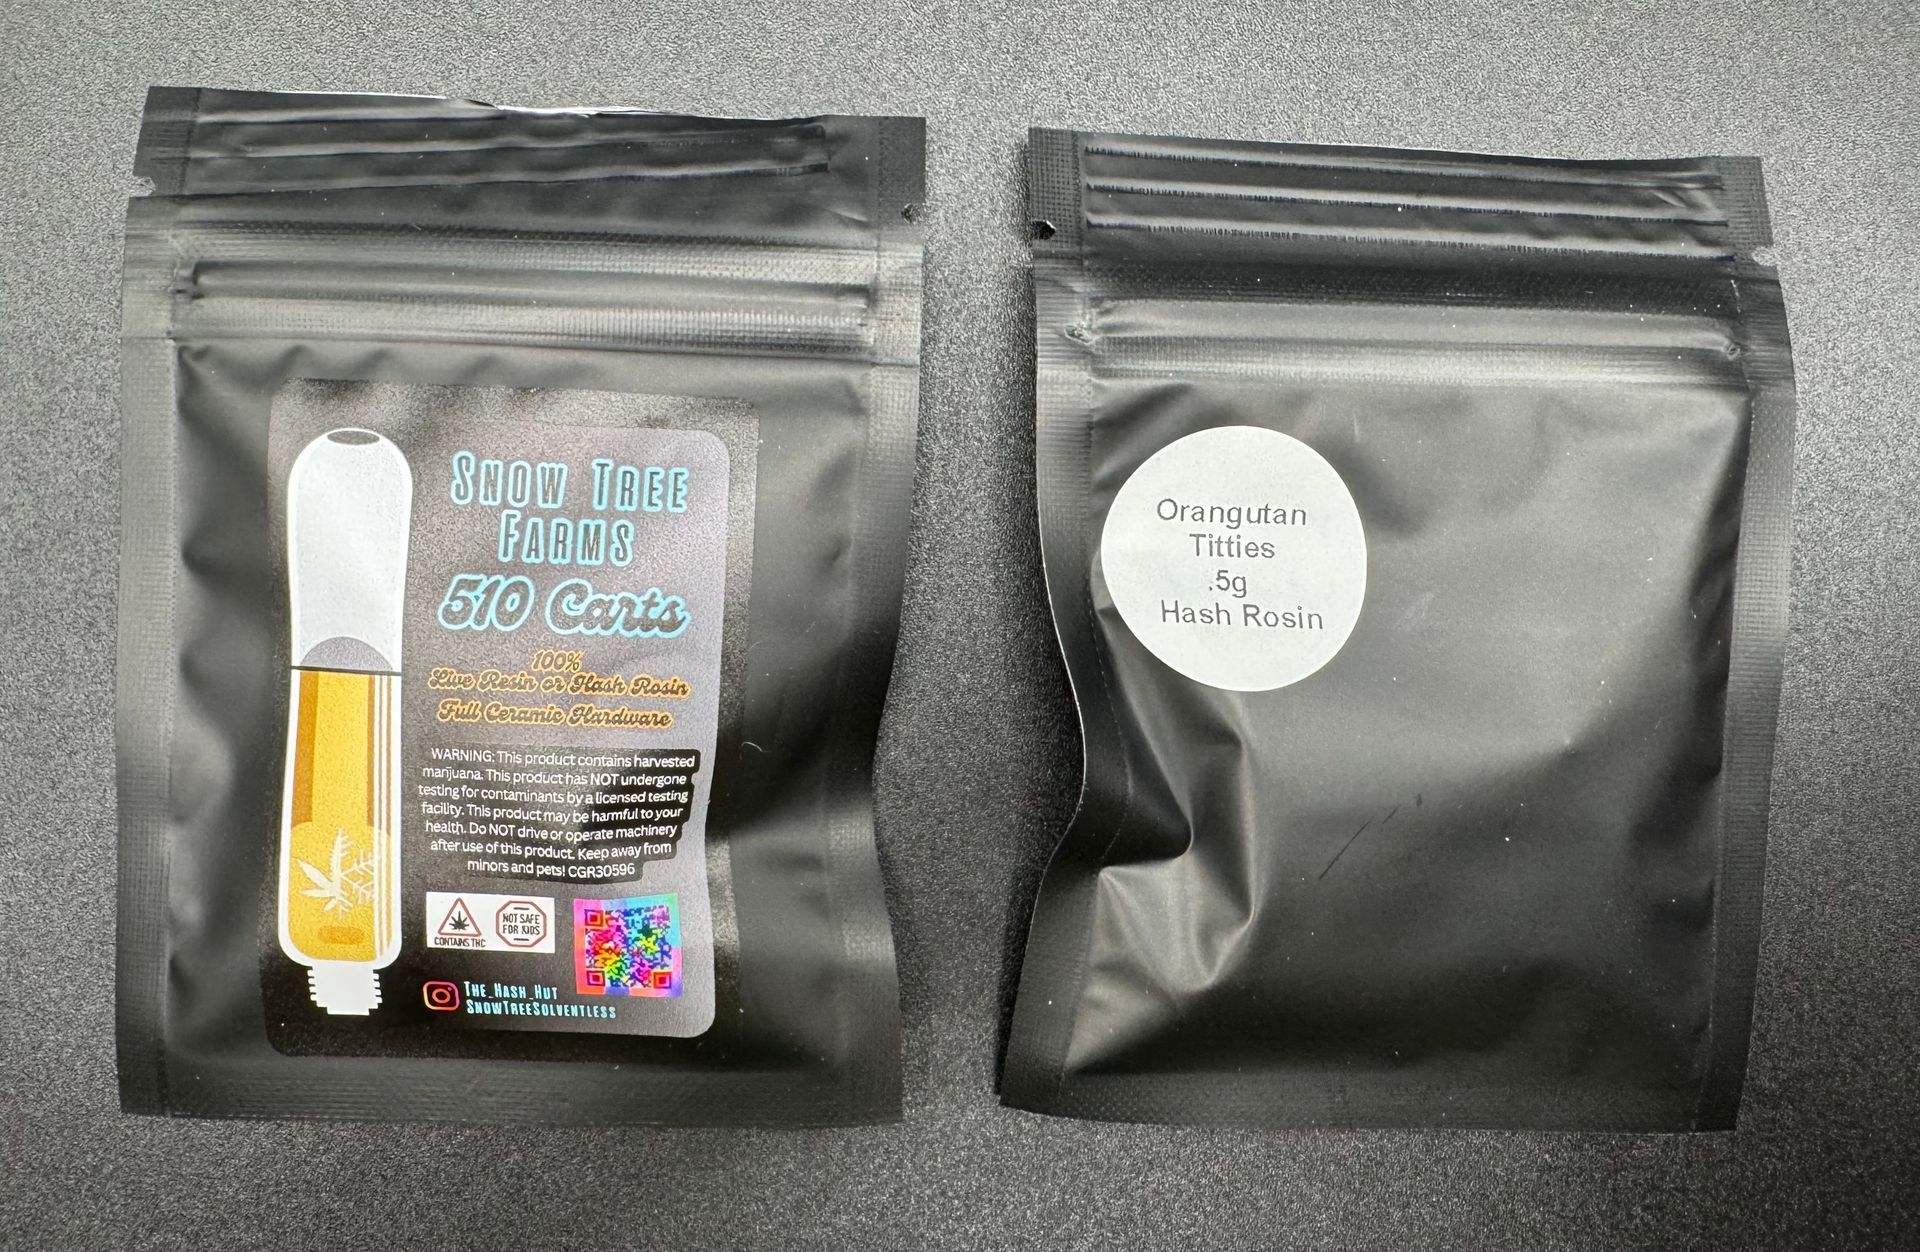 Snow Tree
Farms
510 Carts
100%
Live Resin or Hash Rosin
Full Ceramic Hardware
WARNING: This product contains harvested
marijuana. This product has NOT undergone
testing for contaminants by a licensed testing
facility. This product may be harmful to your
health. Do NOT drive or operate machinery
after use of this product. Keep away from
minors and pets! CGR30596
CONTAINS THC
NOT SAFE
FOR KIDS
The_Hash_Hut
SnowTreeSolventless
Orangutan
Titties
.5g
Hash Rosin